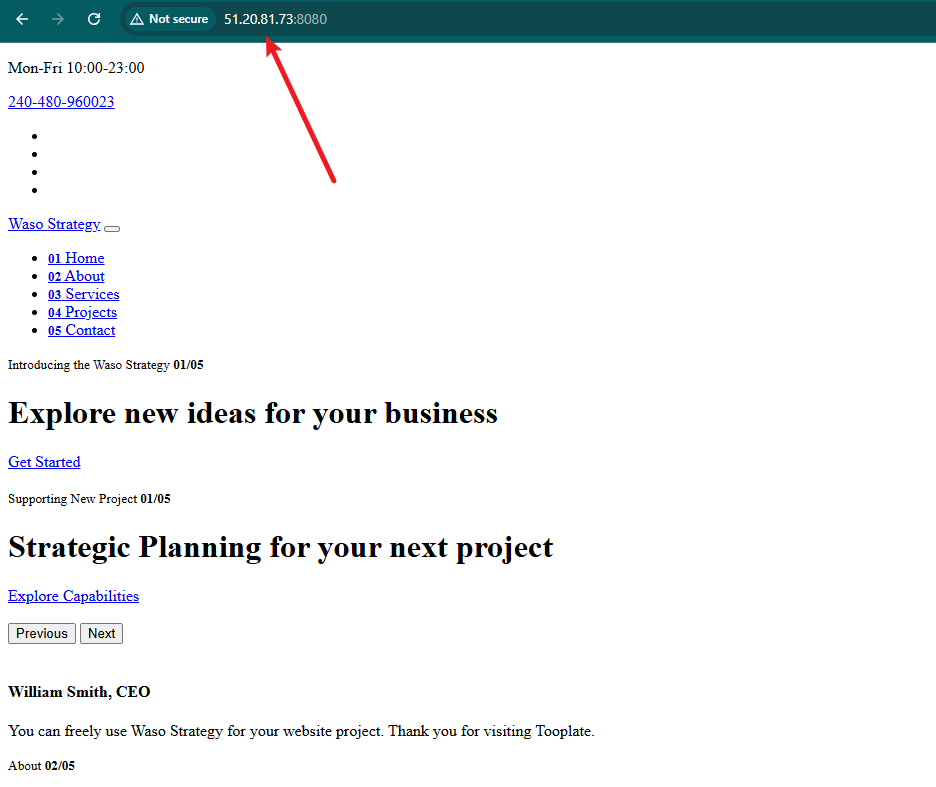 Not secure 51.20.81.73:8080
Mon-Fri 10:00-23:00
240-480-960023
Waso Strategy
01 Home
02 About
03 Services
04 Projects
05 Contact
Introducing the Waso Strategy 01/05
Explore new ideas for your business
Get Started
Supporting New Project 01/05
Strategic Planning for your next project
Explore Capabilities
Previous Next
William Smith, CEO
You can freely use Waso Strategy for your website project. Thank you for visiting Tooplate.
About 02/05